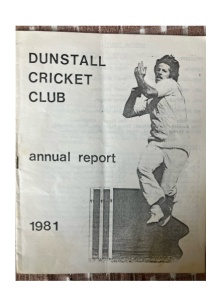 DUNSTALL
CRICKET
CLUB
annual report
1981